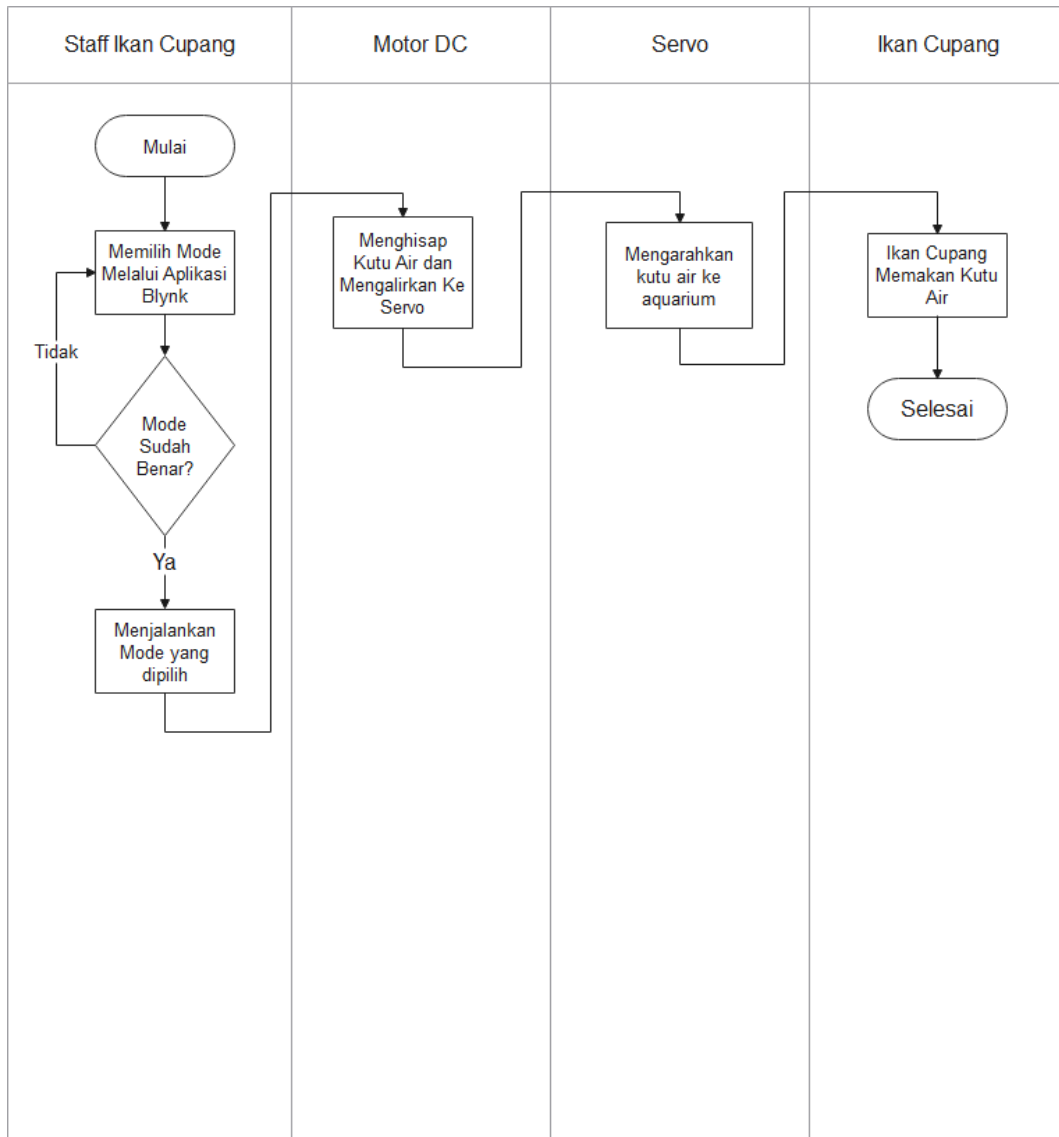 Staff Ikan Cupang
Motor DC
Servo
Ikan Cupang
Mulai
Memilih Mode
Melalui Aplikasi
Blynk
Tidak
Mode
Sudah
Benar?
Ya
Menjalankan
Mode yang
dipilih
Menghisap
Kutu Air dan
Mengalirkan Ke
Servo
Mengarahkan
kutu air ke
aquarium
Ikan Cupang
Memakan Kutu
Air
Selesai